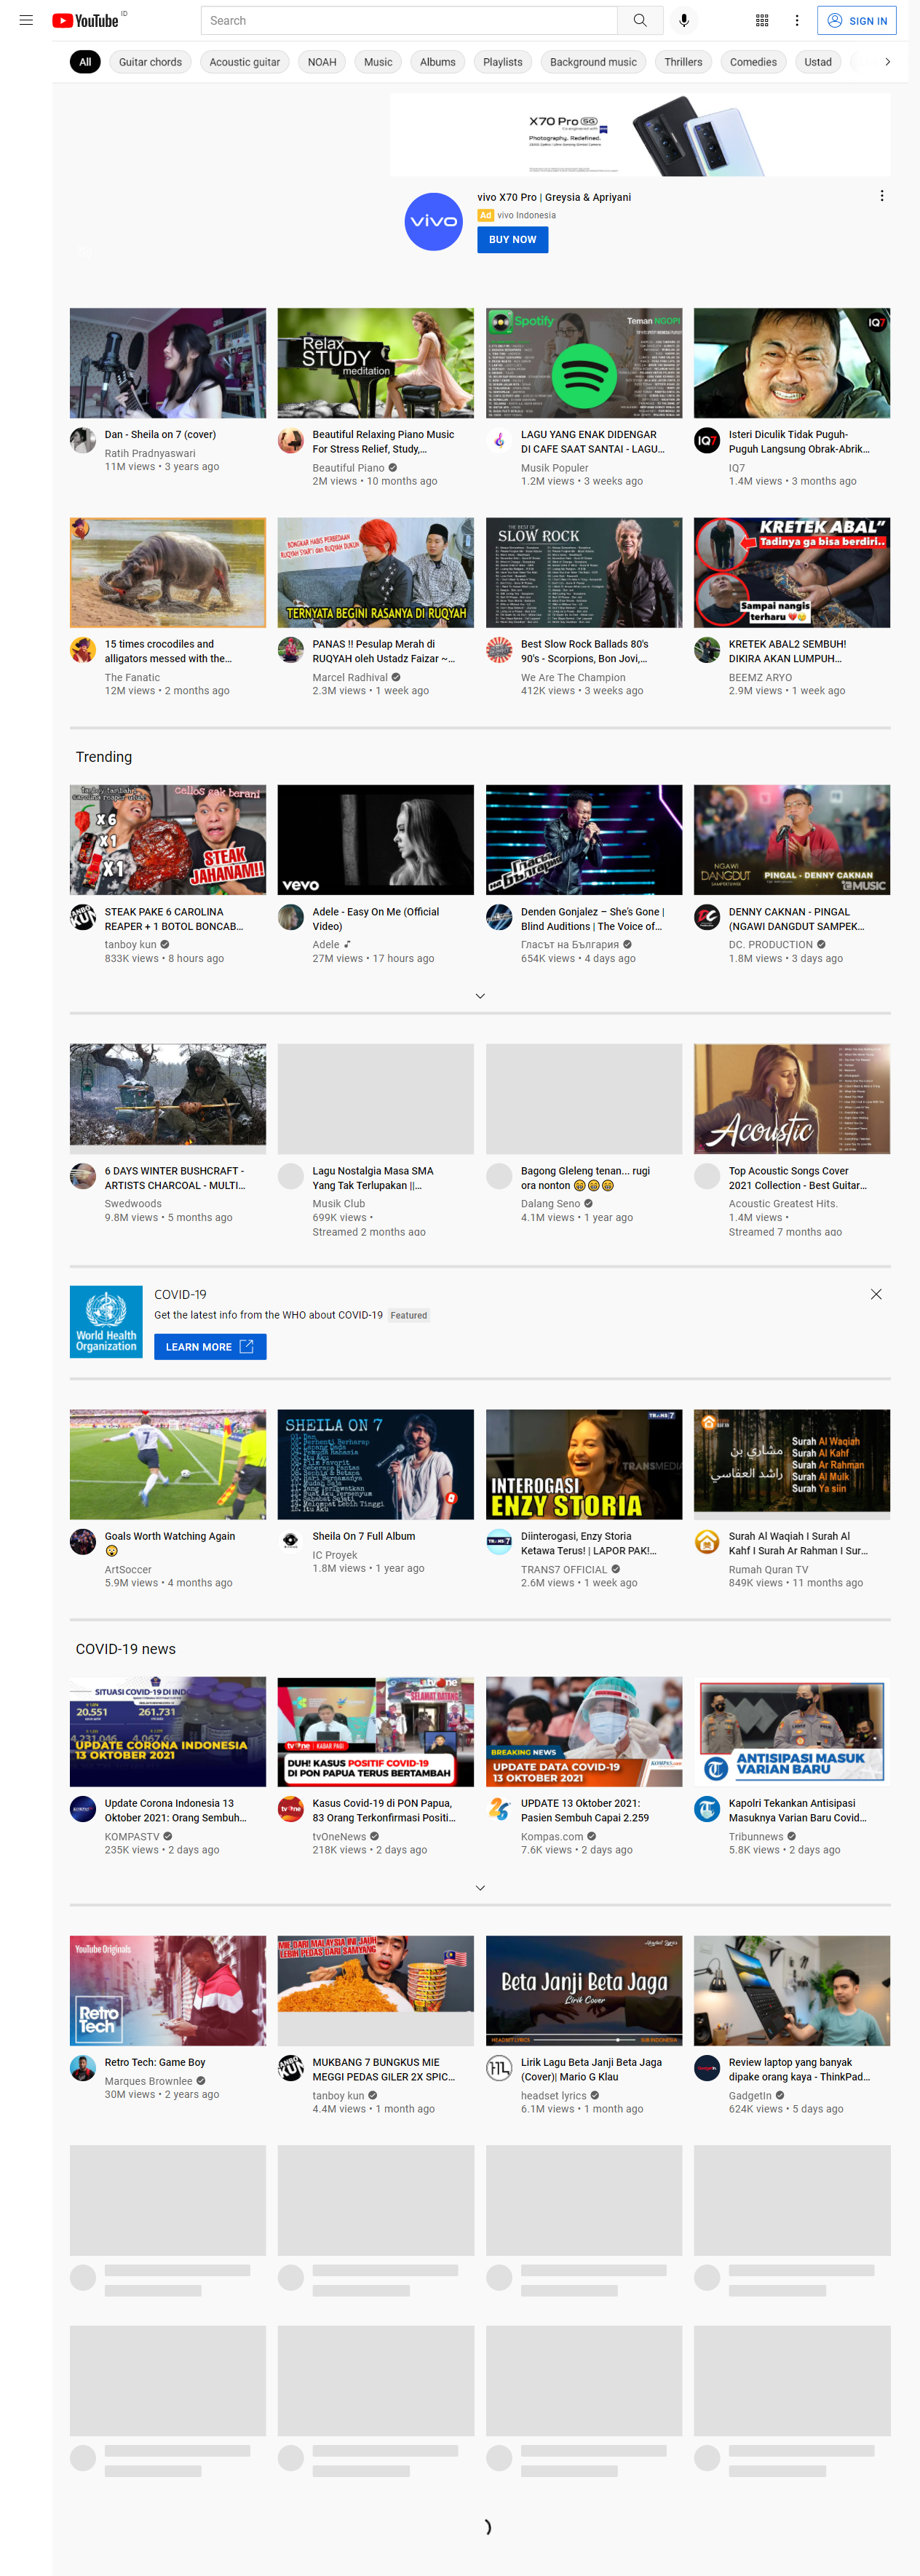 YouTube ID
Search
SIGN IN
All
Guitar chords
Acoustic guitar
NOAH
Music
Albums
Playlists
Background music
Thrillers
Comedies
Ustad
X70 Pro 5G
Photography. Redefined.
vivo
vivo X70 Pro | Greysia & Apriyani
Ad vivo Indonesia
BUY NOW
Relax
STUDY
meditation
Spotify
Teman NGOPI
IQ7
Dan - Sheila on 7 (cover)
Ratih Pradnyaswari
11M views • 3 years ago
Beautiful Relaxing Piano Music
For Stress Relief, Study,...
Beautiful Piano
2M views • 10 months ago
LAGU YANG ENAK DIDENGAR
DI CAFE SAAT SANTAI - LAGU...
Musik Populer
1.2M views • 3 weeks ago
IQ7
Isteri Diculik Tidak Puguh-
Puguh Langsung Obrak-Abrik...
IQ7
1.4M views • 3 months ago
BONGKAR HABIS PERBEDAAN
RUQYAH SYAR'I dan RUQYAH DUKUN
TERNYATA BEGINI RASANYA DI RUQYAH
THE BEST OF
SLOW ROCK
KRETEK ABAL"
Tadinya ga bisa berdiri..
Sampai nangis
terharu 💔😢
15 times crocodiles and
alligators messed with the...
The Fanatic
12M views • 2 months ago
PANAS !! Pesulap Merah di
RUQYAH oleh Ustadz Faizar ~...
Marcel Radhival
2.3M views • 1 week ago
Best Slow Rock Ballads 80's
90's - Scorpions, Bon Jovi,...
We Are The Champion
412K views • 3 weeks ago
KRETEK ABAL2 SEMBUH!
DIKIRA AKAN LUMPUH...
BEEMZ ARYO
2.9M views • 1 week ago
Trending
cellos gak berani
X6
X1
X1
STEAK
JAHANAM!!
vevo
NGAWI
DANGDUT
PINGAL - DENNY CAKNAN
MUSIC
STEAK PAKE 6 CAROLINA
REAPER + 1 BOTOL BONCAB...
tanboy kun
833K views • 8 hours ago
Adele - Easy On Me (Official
Video)
Adele
27M views • 17 hours ago
Denden Gonjalez – She's Gone |
Blind Auditions | The Voice of...
Гласът на България
654K views • 4 days ago
DENNY CAKNAN - PINGAL
(NGAWI DANGDUT SAMPEK...
DC. PRODUCTION
1.8M views • 3 days ago
Acoustic
6 DAYS WINTER BUSHCRAFT -
ARTISTS CHARCOAL - MULTI...
Swedwoods
9.8M views • 5 months ago
Lagu Nostalgia Masa SMA
Yang Tak Terlupakan ||...
Musik Club
699K views •
Streamed 2 months ago
Bagong Gleleng tenan... rugi
ora nonton 😁😁😁
Dalang Seno
4.1M views • 1 year ago
Top Acoustic Songs Cover
2021 Collection - Best Guitar...
Acoustic Greatest Hits.
1.4M views •
Streamed 7 months ago
World Health
Organization
COVID-19
Get the latest info from the WHO about COVID-19 Featured
LEARN MORE
7
SHEILA ON 7
TRANS7
TRANSMEDIA
INTEROGASI
ENZY STORIA
مشاري بن
راشد العفاسي
Surah Al Waqiah
Surah Al Kahf
Surah Ar Rahman
Surah Al Mulk
Surah Ya siin
Goals Worth Watching Again
😲
ArtSoccer
5.9M views • 4 months ago
Sheila On 7 Full Album
IC Proyek
1.8M views • 1 year ago
Diinterogasi, Enzy Storia
Ketawa Terus! | LAPOR PAK!...
TRANS7 OFFICIAL
2.6M views • 1 week ago
Surah Al Waqiah I Surah Al
Kahf I Surah Ar Rahman I Sur...
Rumah Quran TV
849K views • 11 months ago
COVID-19 news
SITUASI COVID-19 DI INDO
20.551
261.731
UPDATE CORONA INDONESIA
13 OKTOBER 2021
SELAMAT DATANG
tvOne
KABAR PAGI
DUH! KASUS POSITIF COVID-19
DI PON PAPUA TERUS BERTAMBAH
BREAKING NEWS
KOMPAS.com
UPDATE DATA COVID-19
13 OKTOBER 2021
ANTISIPASI MASUK
VARIAN BARU
Update Corona Indonesia 13
Oktober 2021: Orang Sembuh...
KOMPASTV
235K views • 2 days ago
Kasus Covid-19 di PON Papua,
83 Orang Terkonfirmasi Positi...
tvOneNews
218K views • 2 days ago
UPDATE 13 Oktober 2021:
Pasien Sembuh Capai 2.259
Kompas.com
7.6K views • 2 days ago
Kapolri Tekankan Antisipasi
Masuknya Varian Baru Covid...
Tribunnews
5.8K views • 2 days ago
YouTube Originals
Retro
Tech
MIE DARI MALAYSIA INI JAUH
LEBIH PEDAS DARI SAMYANG
Beta Janji Beta Jaga
Lirik Cover
HEADSET LYRICS
SUB INDONESIA
Retro Tech: Game Boy
Marques Brownlee
30M views • 2 years ago
MUKBANG 7 BUNGKUS MIE
MEGGI PEDAS GILER 2X SPIC...
tanboy kun
4.4M views • 1 month ago
Lirik Lagu Beta Janji Beta Jaga
(Cover)| Mario G Klau
headset lyrics
6.1M views • 1 month ago
Review laptop yang banyak
dipake orang kaya - ThinkPad...
GadgetIn
624K views • 5 days ago